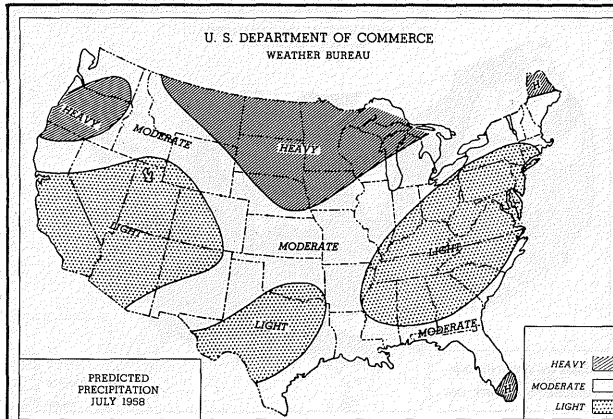 U. S. DEPARTMENT OF COMMERCE
WEATHER BUREAU
H
HEAVY
MODERATE
HEAVY
LIGHT
MODERATE
LIGHT
LIGHT
MODERATE
H
PREDICTED
PRECIPITATION
JULY 1958
HEAVY
MODERATE
LIGHT